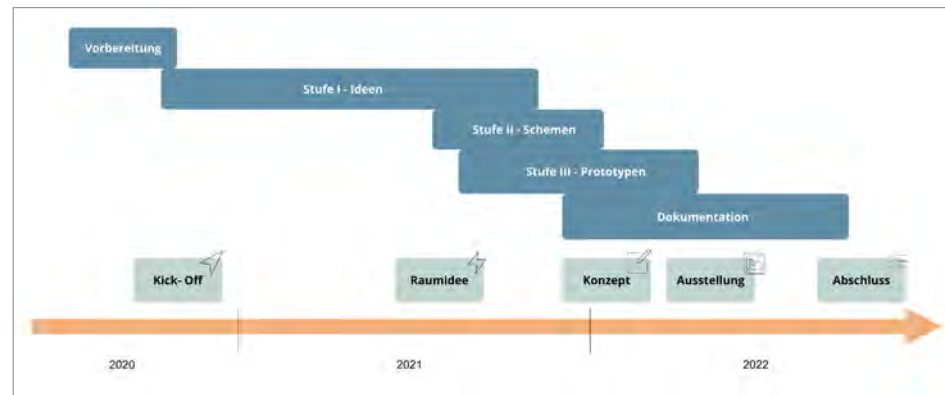 Vorbereitung
Stufe I - Ideen
Stufe II - Schemen
Stufe III - Prototypen
Dokumentation
Kick- Off
Raumidee
Konzept
Ausstellung
Abschluss
2020
2021
2022